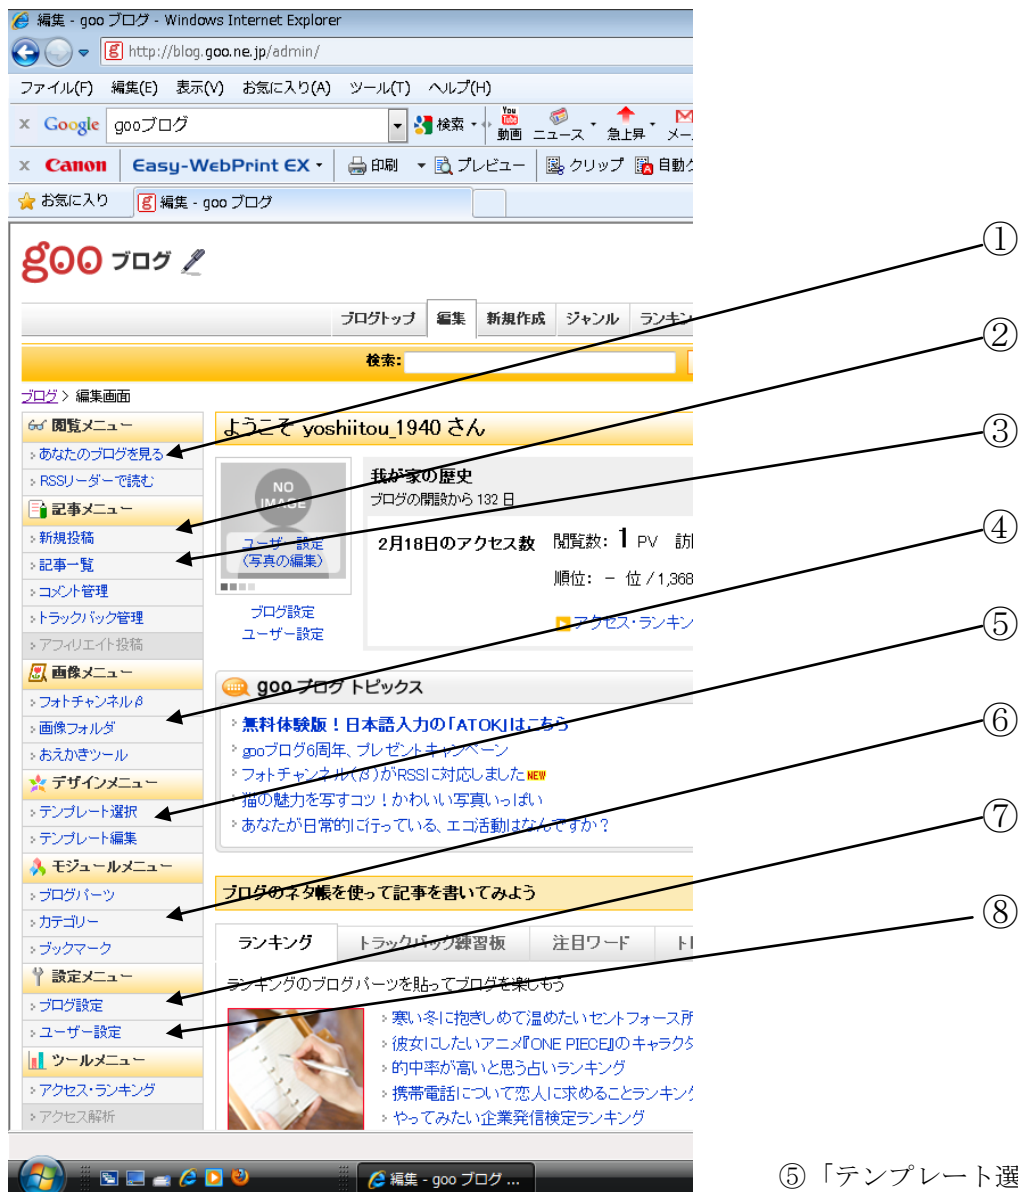 編集 - goo ブログ - Windows Internet Explorer
http://blog.goo.ne.jp/admin/
ファイル(F) 編集(E) 表示(V) お気に入り(A) ツール(T) ヘルプ(H)
x Google gooブログ 検索 You Tube 動画 ニュース 急上昇 メー
x Canon Easy-WebPrint EX 印刷 プレビュー クリップ 自動ク
お気に入り 編集 - goo ブログ
goo ブログ
①
ブログトップ 編集 新規作成 ジャンル ランキン
②
検索:
ブログ > 編集画面
閲覧メニュー
ようこそ yoshiitou_1940 さん
③
あなたのブログを見る
RSSリーダーで読む
NO IMAGE
我が家の歴史
ブログの開設から 132 日
記事メニュー
新規投稿
④
ユーザー設定
(写真の編集)
2月18日のアクセス数 閲覧数: 1 PV 訪
記事一覧
順位: - 位 / 1,368
コメント管理
ブログ設定
トラックバック管理
アクセス・ランキン
⑤
ユーザー設定
アフィリエイト投稿
画像メニュー
goo ブログ トピックス
フォトチャンネルβ
⑥
画像フォルダ
無料体験版!日本語入力の「ATOK」はこちら
おえかきツール
gooブログ6周年、プレゼントキャンペーン
デザインメニュー
フォトチャンネル(β)がRSSに対応しました NEW
猫の魅力を写すコツ!かわいい写真いっぱい
テンプレート選択
⑦
あなたが日常的に行っている、エコ活動はなんですか?
テンプレート編集
モジュールメニュー
ブログパーツ
ブログのネタ帳を使って記事を書いてみよう
カテゴリー
⑧
ブックマーク
ランキング トラックバック練習板 注目ワード ト
設定メニュー
ランキングのブログパーツを貼ってブログを楽しもう
ブログ設定
寒い冬に抱きしめて温めたいセントフォース所
ユーザー設定
彼女にしたいアニメ『ONE PIECE』のキャラクタ
ツールメニュー
的中率が高いと思う占いランキング
アクセス・ランキング
携帯電話について恋人に求めることランキング
アクセス解析
やってみたい企業発信検定ランキング
編集 - goo ブログ ...
⑤「テンプレート選